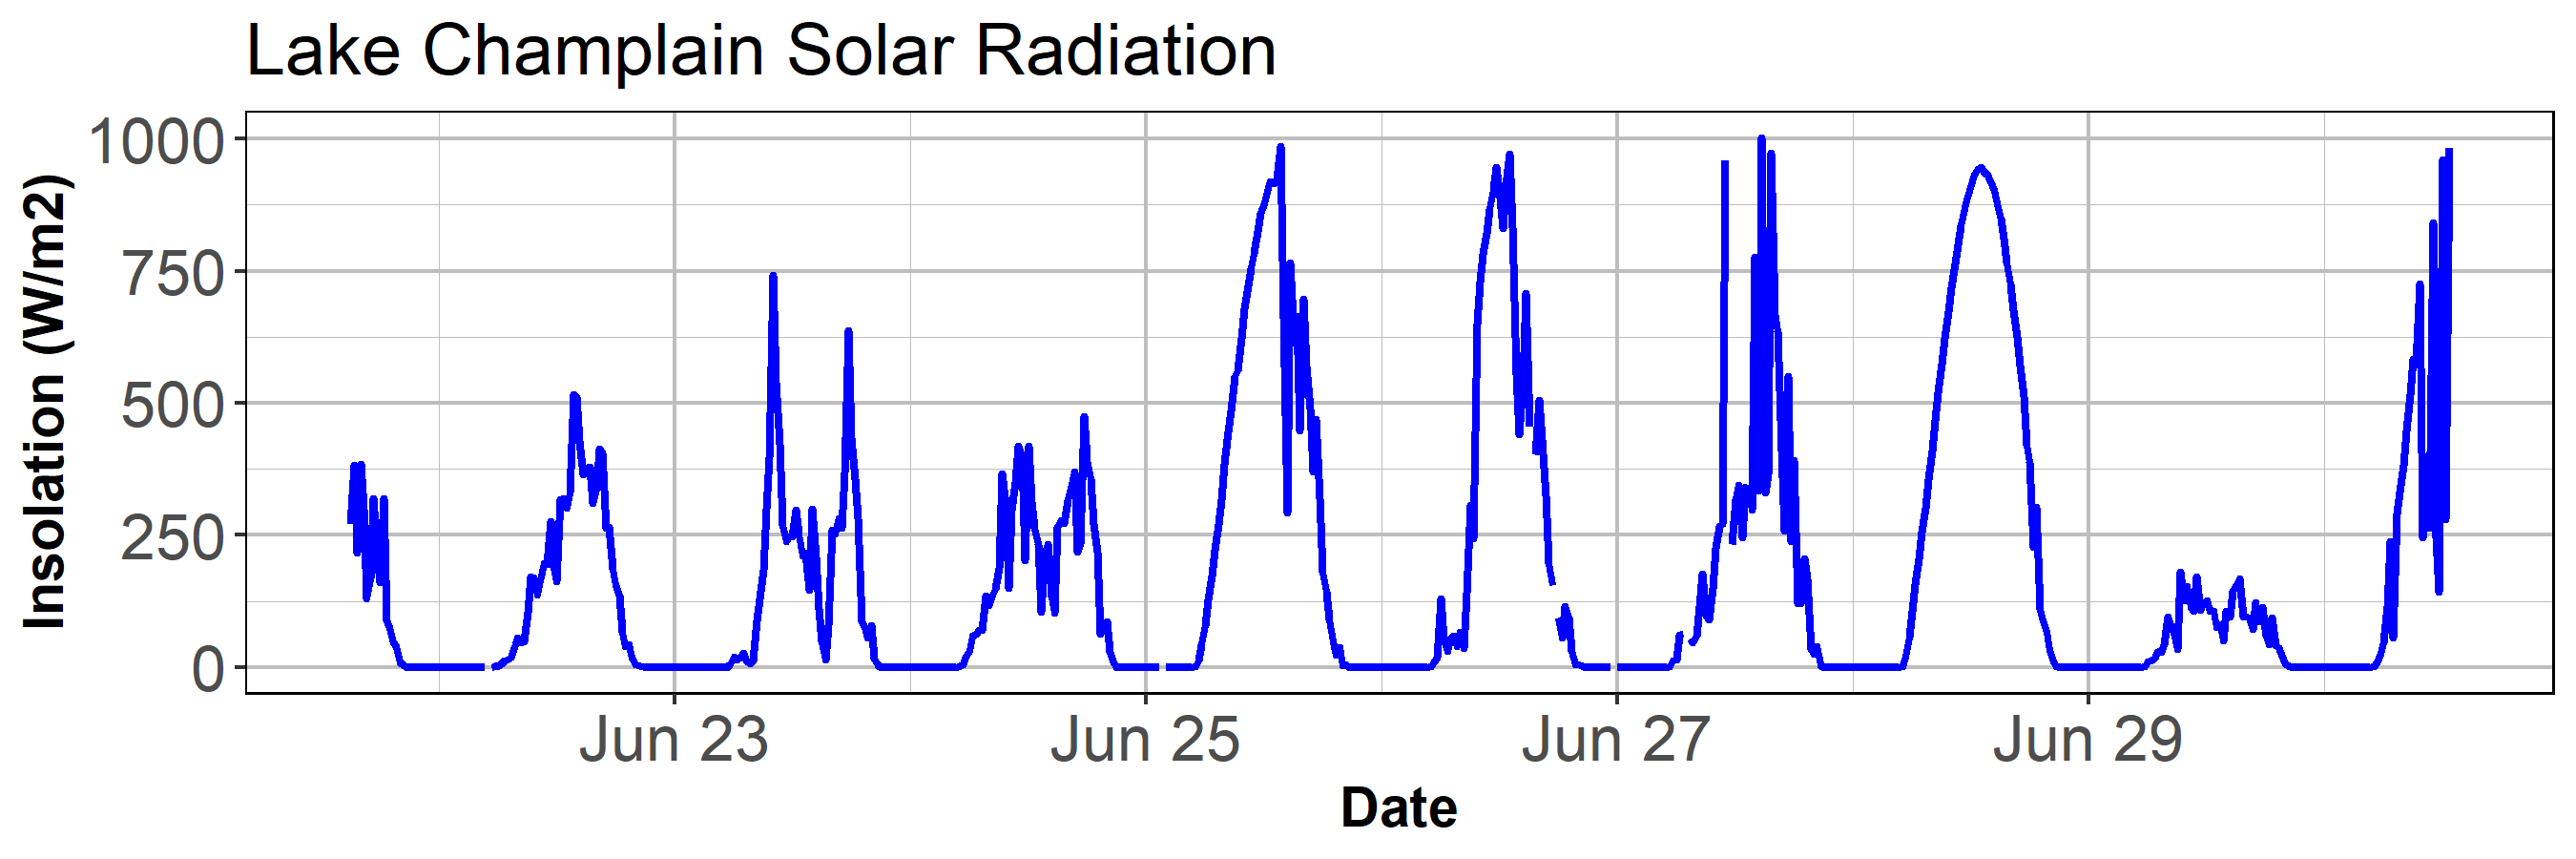 Lake Champlain Solar Radiation
Insolation (W/m2)
1000
750
500
250
0
Jun 23 Jun 25 Jun 27 Jun 29
Date